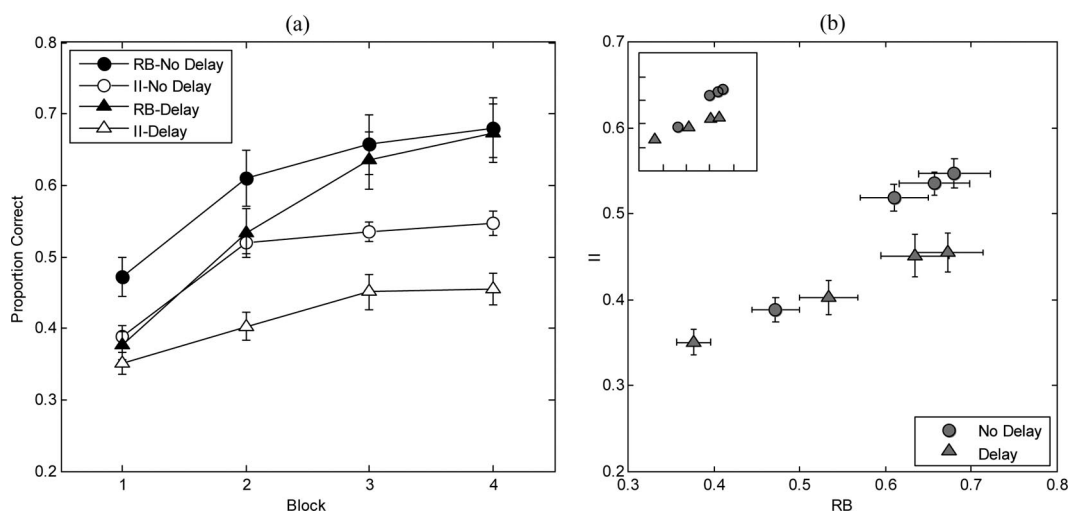 (a)
0.8
0.7
0.6
0.5
0.4
0.3
0.2
Proportion Correct
RB-No Delay
II-No Delay
RB-Delay
II-Delay
1 2 3 4
Block
(b)
0.8
0.7
0.6
0.5
0.4
0.3
0.2
II
No Delay
Delay
0.3 0.4 0.5 0.6 0.7 0.8
RB